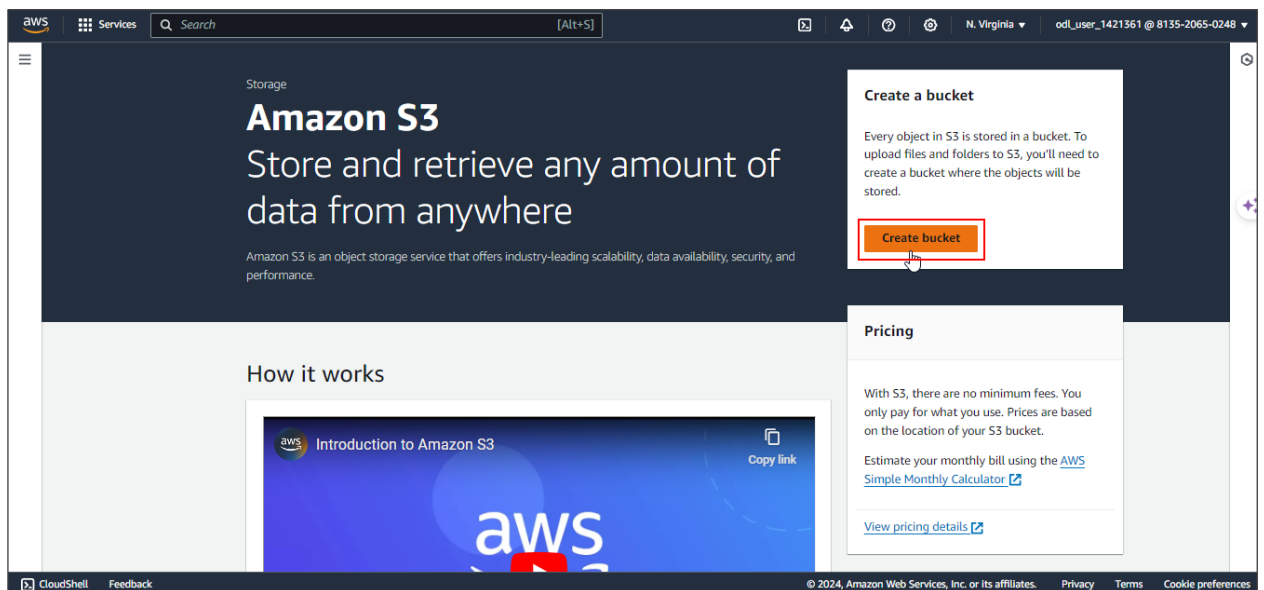 aws
Services
Search
[Alt+S]
N. Virginia
odl_user_1421361 @ 8135-2065-0248
Storage
Amazon S3
Store and retrieve any amount of
data from anywhere
Amazon S3 is an object storage service that offers industry-leading scalability, data availability, security, and
performance.
Create a bucket
Every object in S3 is stored in a bucket. To
upload files and folders to S3, you'll need to
create a bucket where the objects will be
stored.
Create bucket
Pricing
With S3, there are no minimum fees. You
only pay for what you use. Prices are based
on the location of your S3 bucket.
Estimate your monthly bill using the AWS
Simple Monthly Calculator
View pricing details
How it works
aws
Introduction to Amazon S3
Copy link
aws
CloudShell
Feedback
© 2024, Amazon Web Services, Inc. or its affiliates.
Privacy
Terms
Cookie preferences